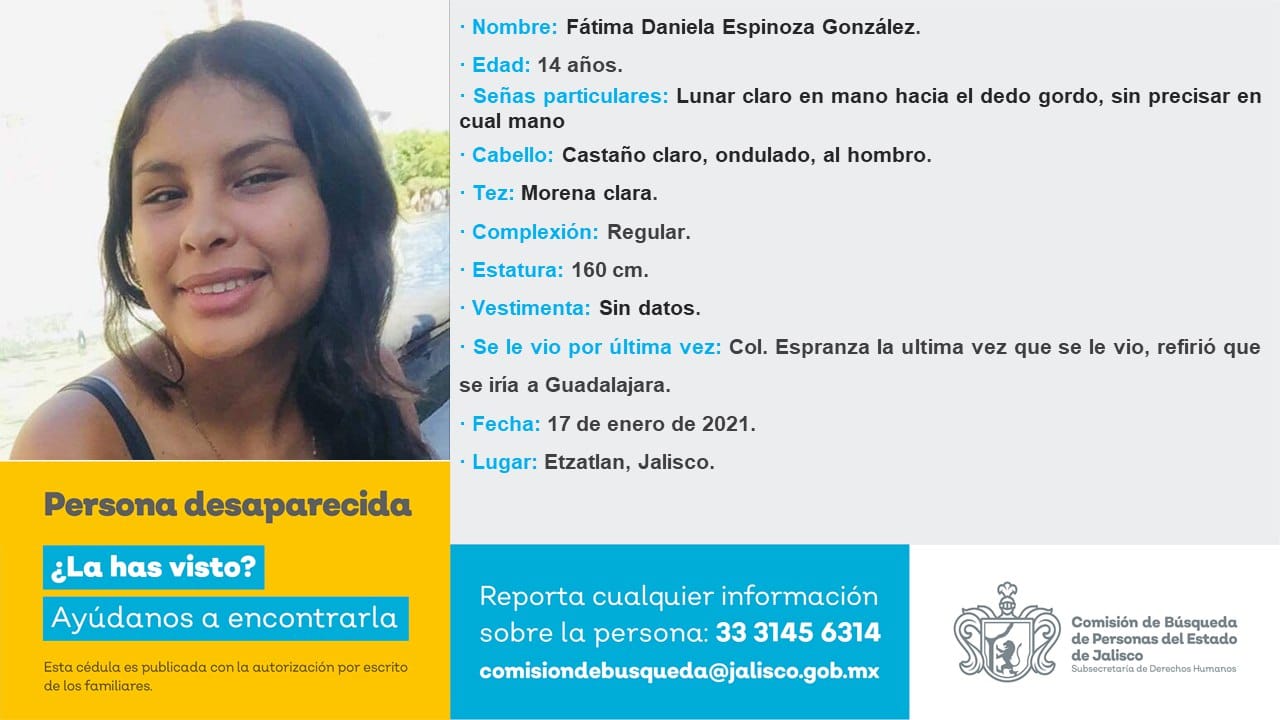 · Nombre: Fátima Daniela Espinoza González.
· Edad: 14 años.
· Señas particulares: Lunar claro en mano hacia el dedo gordo, sin precisar en
cual mano
· Cabello: Castaño claro, ondulado, al hombro.
· Tez: Morena clara.
· Complexión: Regular.
· Estatura: 160 cm.
· Vestimenta: Sin datos.
· Se le vio por última vez: Col. Espranza la ultima vez que se le vio, refirió que
se iría a Guadalajara.
· Fecha: 17 de enero de 2021.
· Lugar: Etzatlan, Jalisco.
Persona desaparecida
¿La has visto?
Ayúdanos a encontrarla
Esta cédula es publicada con la autorización por escrito
de los familiares.
Reporta cualquier información
sobre la persona: 33 3145 6314
comisiondebusqueda@jalisco.gob.mx
Comisión de Búsqueda
de Personas del Estado
de Jalisco
Subsecretaría de Derechos Humanos